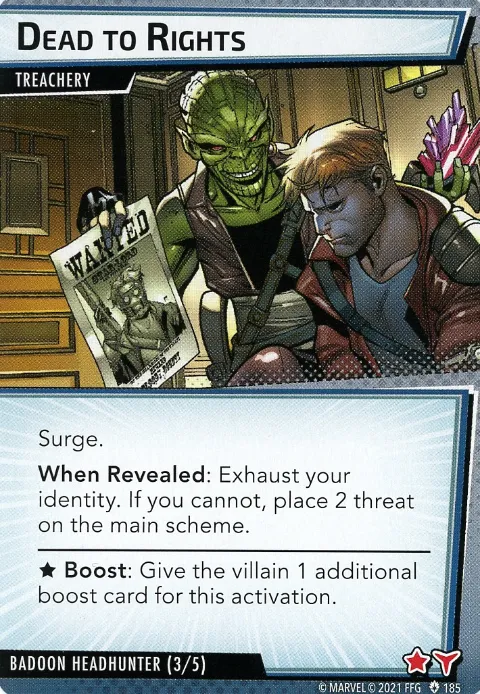 DEAD TO RIGHTS
TREACHERY
WANTED
Surge.
When Revealed: Exhaust your
identity. If you cannot, place 2 threat
on the main scheme.
★ Boost: Give the villain 1 additional
boost card for this activation.
BADOON HEADHUNTER (3/5)
© MARVEL © 2021 FFG 185